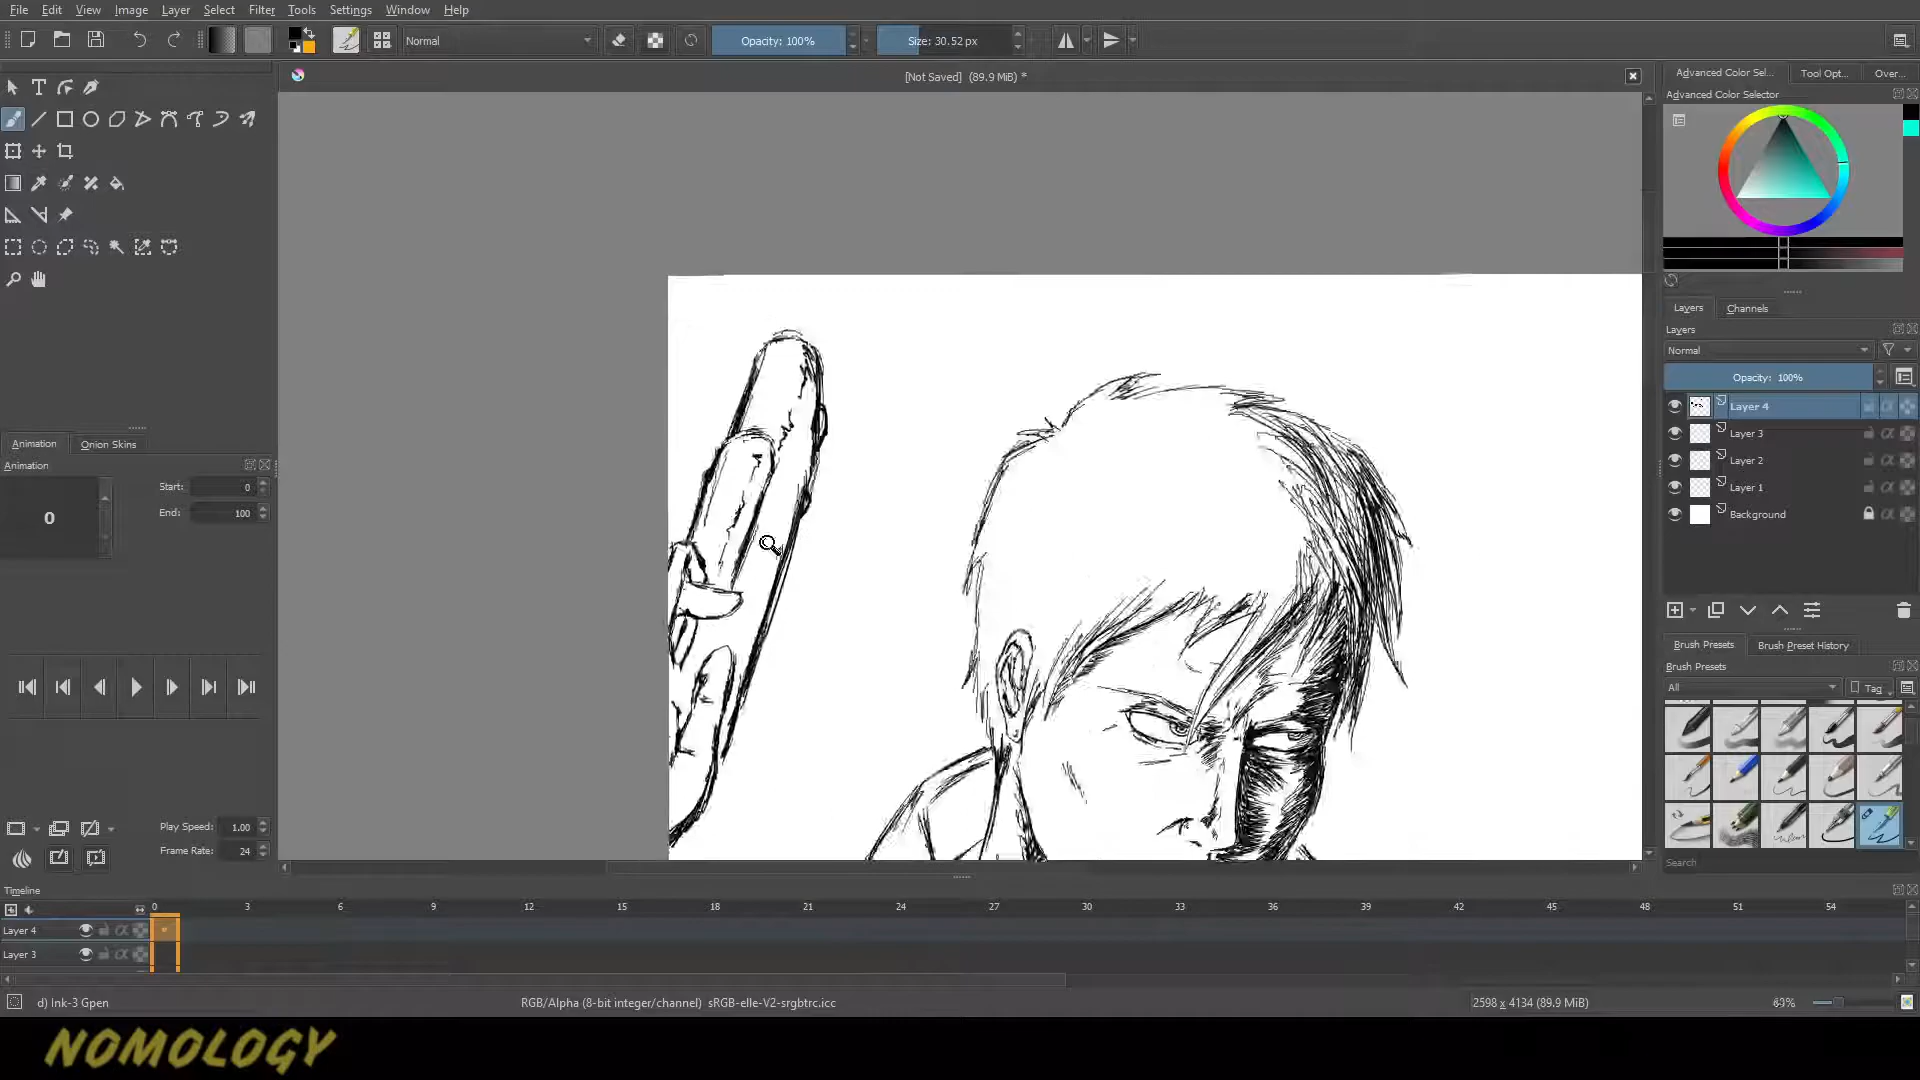 File Edit View Image Layer Select Filter Tools Settings Window Help
Normal
Opacity: 100%
Size: 30.52 px
[Not Saved] (89.9 MiB) *
Advanced Color Sel...
Tool Opt...
Over...
Advanced Color Selector
Layers
Channels
Layers
Normal
Opacity: 100%
Layer 4
Layer 3
Layer 2
Layer 1
Background
Brush Presets
Brush Preset History
Brush Presets
All
Tag
Search
Animation
Onion Skins
Animation
Start: 0
End: 100
0
Play Speed: 1.00
Frame Rate: 24
Timeline
0 3 6 9 12 15 18 21 24 27 30 33 36 39 42 45 48 51 54
Layer 4
Layer 3
d) Ink-3 Gpen
RGB/Alpha (8-bit integer/channel) sRGB-elle-V2-srgbtrc.icc
2598 x 4134 (89.9 MiB)
NOMOLOGY